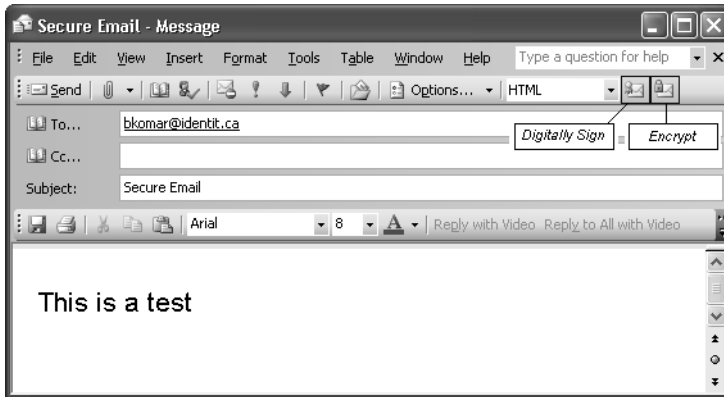 Secure Email - Message
File Edit View Insert Format Tools Table Window Help Type a question for help
Send Options... HTML
To... bkomar@identit.ca
Digitally Sign Encrypt
Cc...
Subject: Secure Email
Arial 8 A Reply with Video Reply to All with Video
This is a test